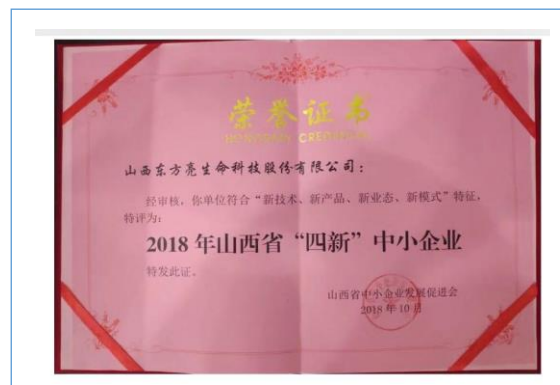 荣誉证书
山西东方亮生命科技股份有限公司：
经审核，你单位符合“新技术、新产品、新业态、新模式”特征，
特评为：
2018年山西省“四新”中小企业
特发此证。
山西省中小企业发展促进会
2018年10月